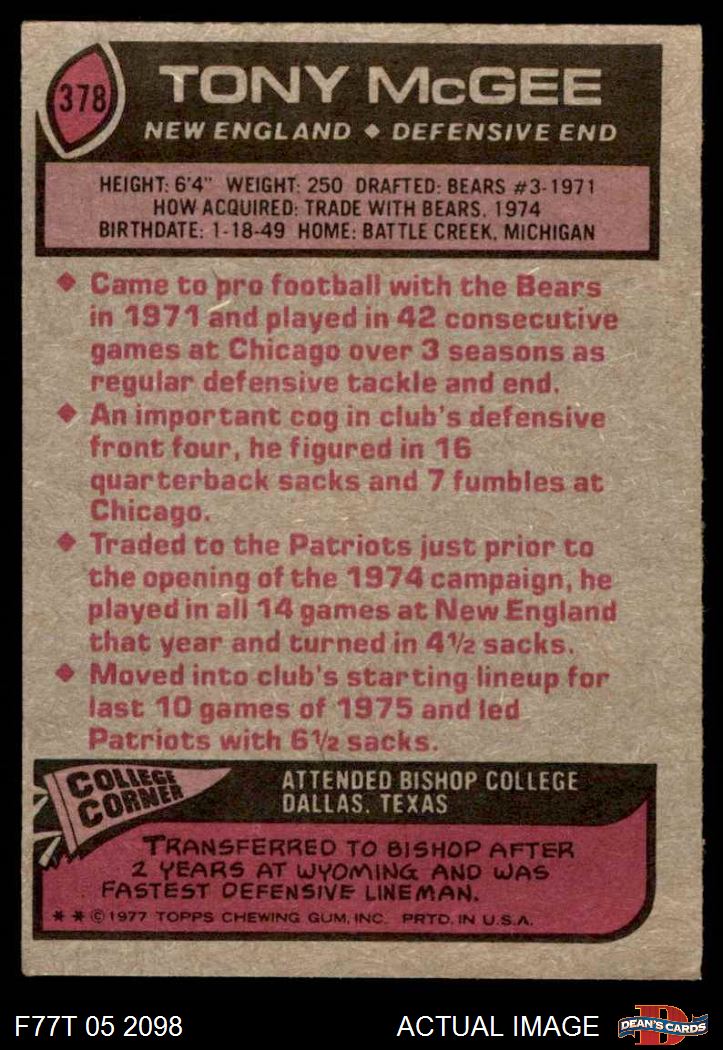 378
TONY McGEE
NEW ENGLAND ◆ DEFENSIVE END
HEIGHT: 6'4" WEIGHT: 250 DRAFTED: BEARS #3-1971
HOW ACQUIRED: TRADE WITH BEARS, 1974
BIRTHDATE: 1-18-49 HOME: BATTLE CREEK, MICHIGAN
◆ Came to pro football with the Bears
in 1971 and played in 42 consecutive
games at Chicago over 3 seasons as
regular defensive tackle and end.
◆ An important cog in club's defensive
front four, he figured in 16
quarterback sacks and 7 fumbles at
Chicago.
◆ Traded to the Patriots just prior to
the opening of the 1974 campaign, he
played in all 14 games at New England
that year and turned in 4½ sacks.
◆ Moved into club's starting lineup for
last 10 games of 1975 and led
Patriots with 6½ sacks.
COLLEGE
CORNER
ATTENDED BISHOP COLLEGE
DALLAS, TEXAS
TRANSFERRED TO BISHOP AFTER
2 YEARS AT WYOMING AND WAS
FASTEST DEFENSIVE LINEMAN.
* * © 1977 TOPPS CHEWING GUM, INC. PRTD. IN U.S.A.
F77T 05 2098
ACTUAL IMAGE
D
DEAN'S CARDS